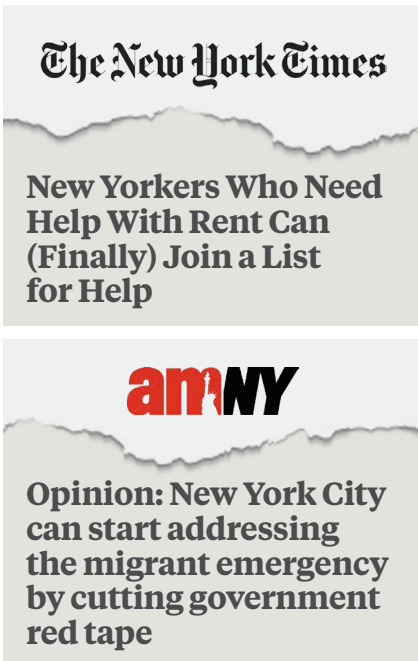 The New York Times
New Yorkers Who Need
Help With Rent Can
(Finally) Join a List
for Help
amNY
Opinion: New York City
can start addressing
the migrant emergency
by cutting government
red tape